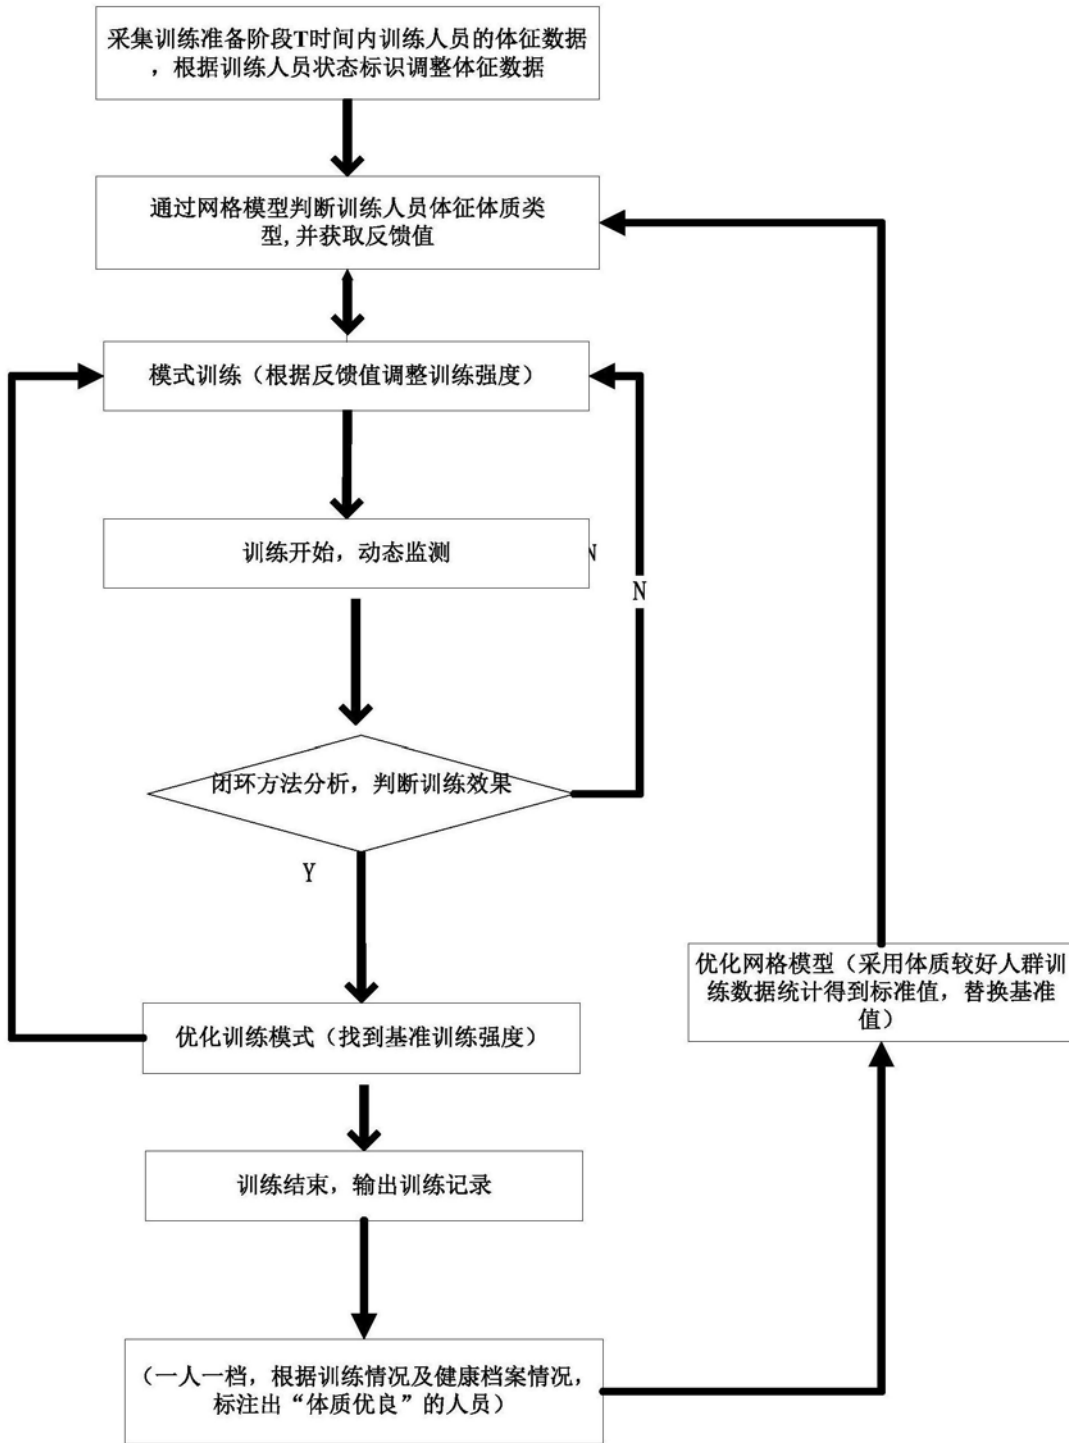 采集训练准备阶段T时间内训练人员的体征数据
，根据训练人员状态标识调整体征数据
通过网格模型判断训练人员体征体质类
型,并获取反馈值
模式训练（根据反馈值调整训练强度）
训练开始，动态监测
N
N
闭环方法分析，判断训练效果
Y
优化网格模型（采用体质较好人群训
练数据统计得到标准值，替换基准
值）
优化训练模式（找到基准训练强度）
训练结束，输出训练记录
（一人一档，根据训练情况及健康档案情况，
标注出“体质优良”的人员）